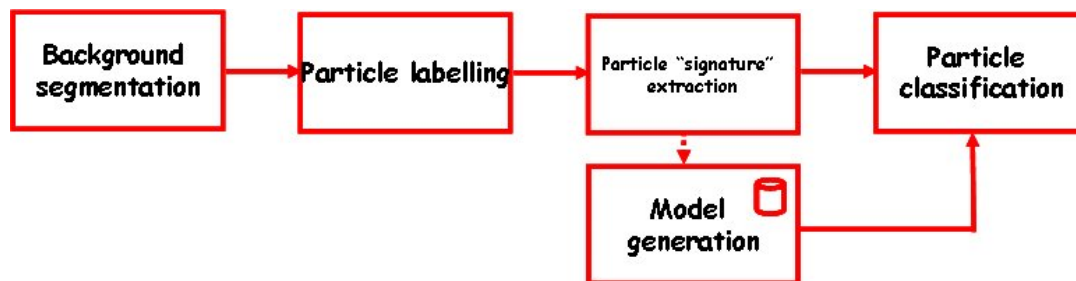 Background
segmentation
Particle labelling
Particle “signature”
extraction
Particle
classification
Model
generation